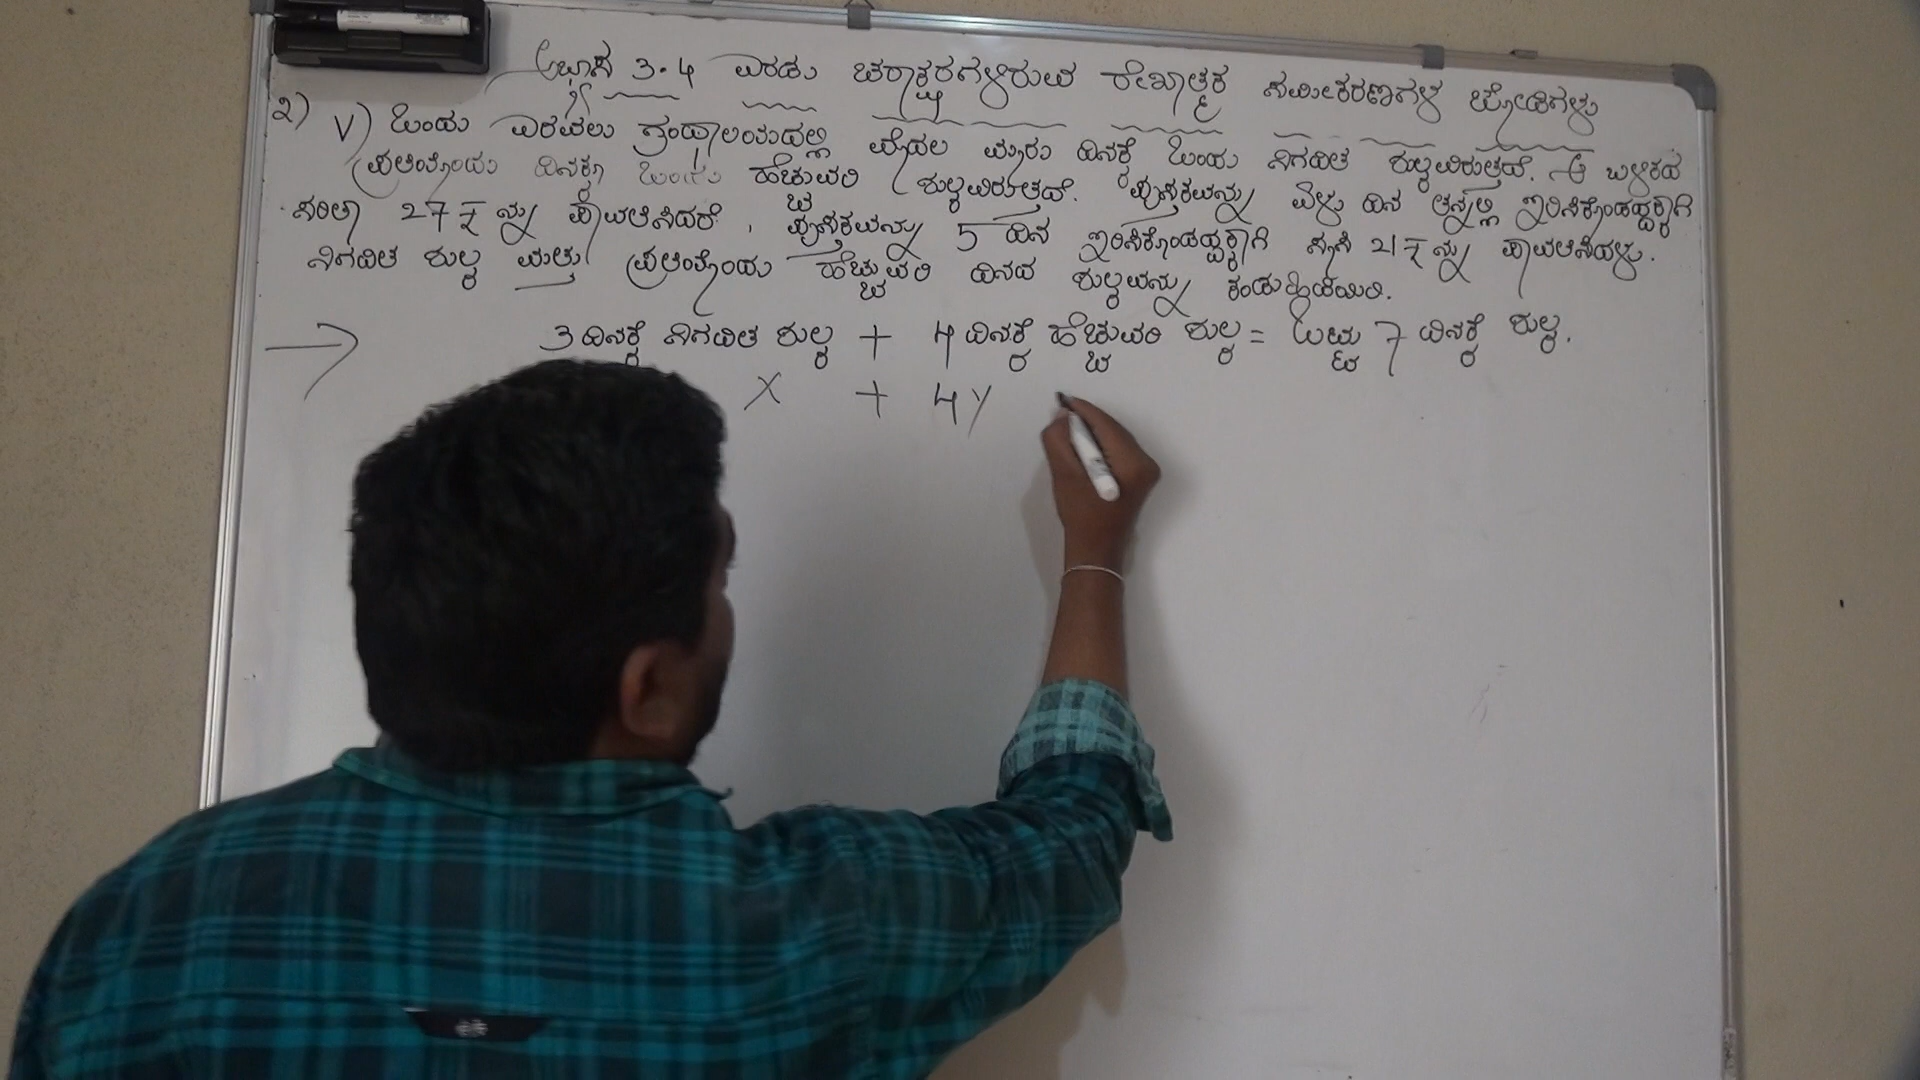 ಅಭ್ಯಾಸ 3.4 ಎರಡು ಚರಾಕ್ಷರಗಳಿರುವ ರೇಖಾತ್ಮಕ ಸಮೀಕರಣಗಳ ಜೋಡಿಗಳು
2) V) ಒಂದು ಎರವಲು ಗ್ರಂಥಾಲಯದಲ್ಲಿ ಮೊದಲ ಮೂರು ದಿನಕ್ಕೆ ಒಂದು ನಿಗದಿತ ಶುಲ್ಕವಿರುತ್ತದೆ. ಆ ಬಳಿಕದ
ಪ್ರತಿಯೊಂದು ದಿನಕ್ಕೂ ಒಂದು ಹೆಚ್ಚುವರಿ ಶುಲ್ಕವಿರುತ್ತದೆ. ಪುಸ್ತಕವನ್ನು ಏಳು ದಿನ ತನ್ನಲ್ಲಿ ಇರಿಸಿಕೊಂಡದ್ದಕ್ಕಾಗಿ
ಸರಿತಾ 27 ₹ ನ್ನು ಪಾವತಿಸಿದರೆ, ಪುಸ್ತಕವನ್ನು 5 ದಿನ ಇರಿಸಿಕೊಂಡದ್ದಕ್ಕಾಗಿ ಸೂಸಿ 21 ₹ ನ್ನು ಪಾವತಿಸಿದಳು.
ನಿಗದಿತ ಶುಲ್ಕ ಮತ್ತು ಪ್ರತಿಯೊಂದು ಹೆಚ್ಚುವರಿ ದಿನದ ಶುಲ್ಕವನ್ನು ಕಂಡುಹಿಡಿಯಿರಿ.
→ 3 ದಿನಕ್ಕೆ ನಿಗದಿತ ಶುಲ್ಕ + 4 ದಿನಕ್ಕೆ ಹೆಚ್ಚುವರಿ ಶುಲ್ಕ = ಒಟ್ಟು 7 ದಿನಕ್ಕೆ ಶುಲ್ಕ.
x + 4y